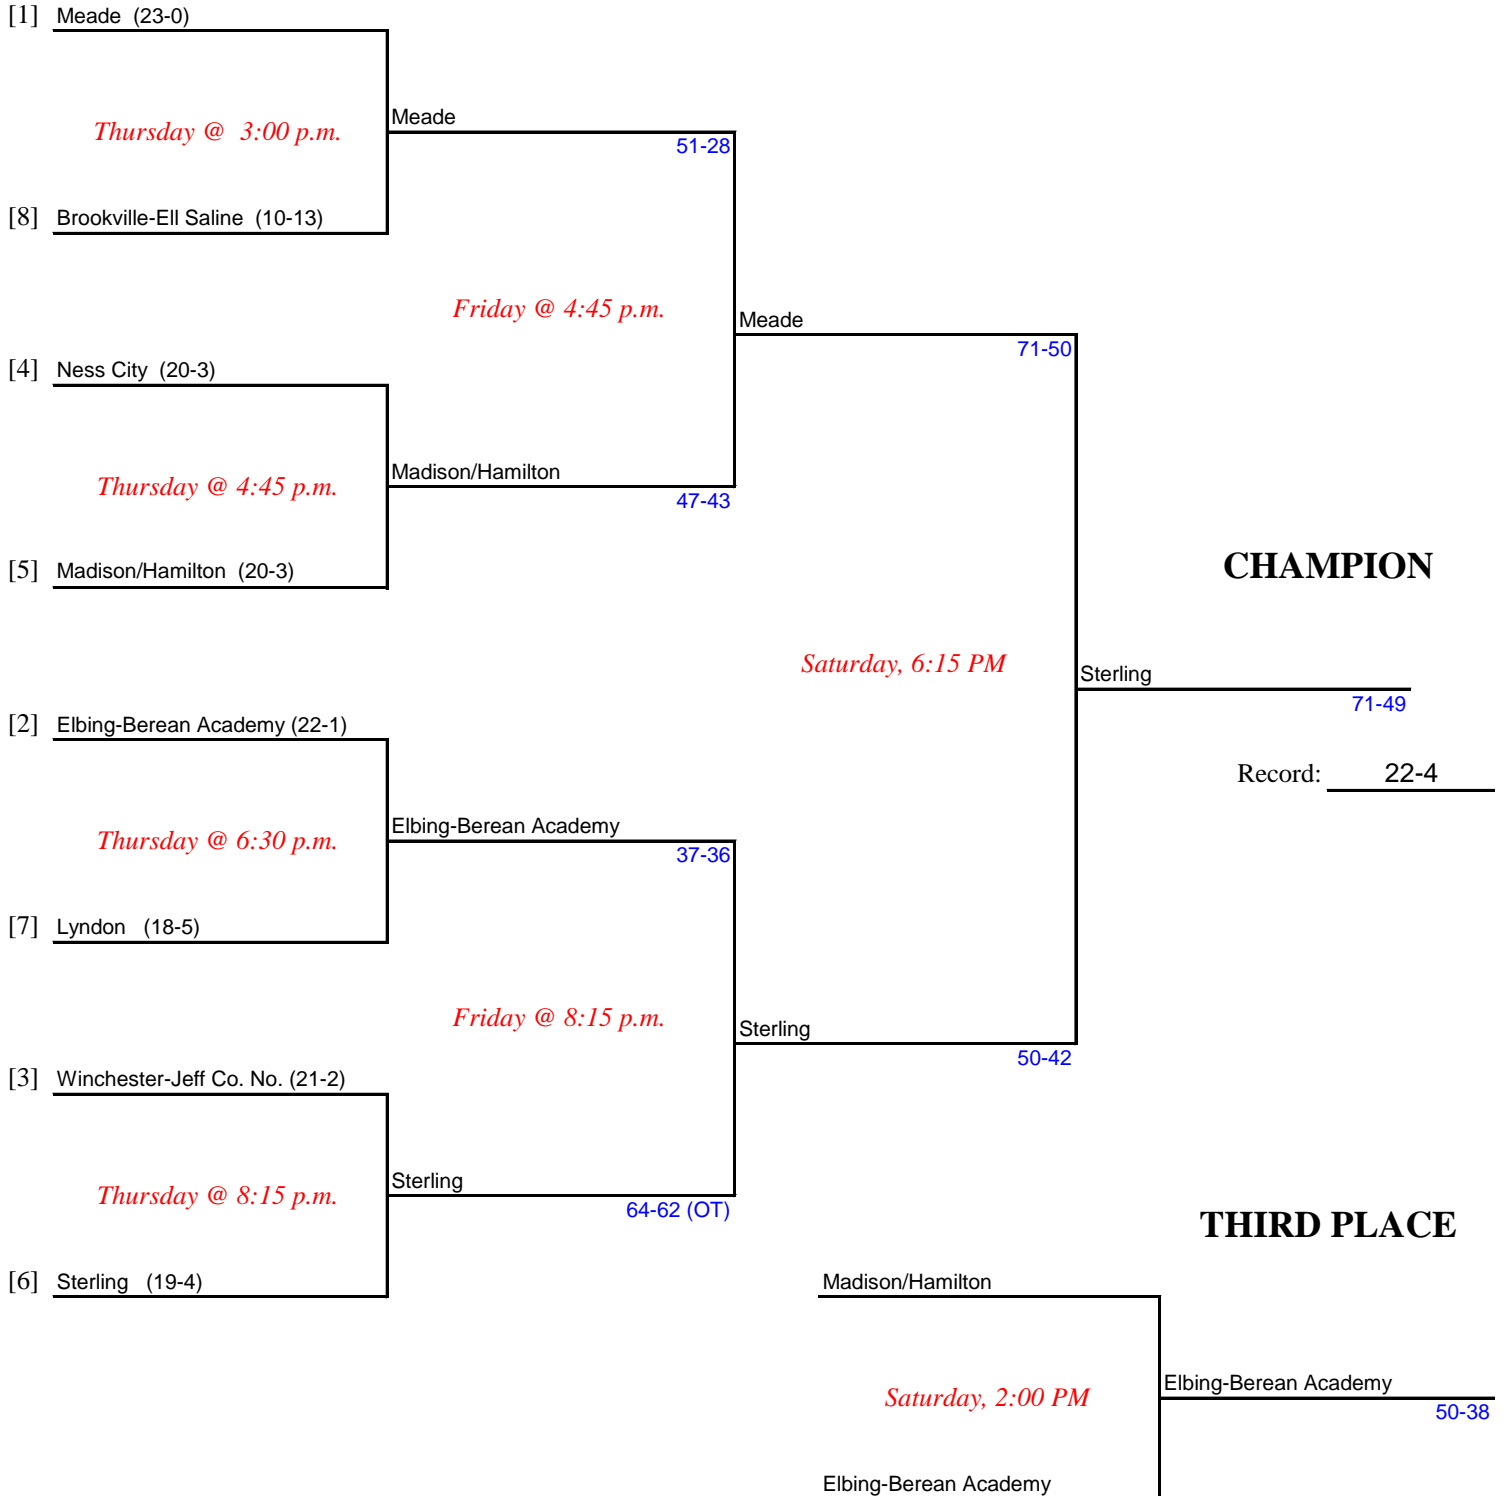 [1] Meade (23-0)
Meade
Thursday @ 3:00 p.m.
51-28
[8] Brookville-Ell Saline (10-13)
Friday @ 4:45 p.m.
Meade
71-50
[4] Ness City (20-3)
Madison/Hamilton
Thursday @ 4:45 p.m.
47-43
[5] Madison/Hamilton (20-3)
CHAMPION
Saturday, 6:15 PM
Sterling
71-49
[2] Elbing-Berean Academy (22-1)
Record: 22-4
Elbing-Berean Academy
Thursday @ 6:30 p.m.
37-36
[7] Lyndon (18-5)
Friday @ 8:15 p.m.
Sterling
50-42
[3] Winchester-Jeff Co. No. (21-2)
Sterling
Thursday @ 8:15 p.m.
64-62 (OT)
THIRD PLACE
[6] Sterling (19-4)
Madison/Hamilton
Elbing-Berean Academy
Saturday, 2:00 PM
50-38
Elbing-Berean Academy